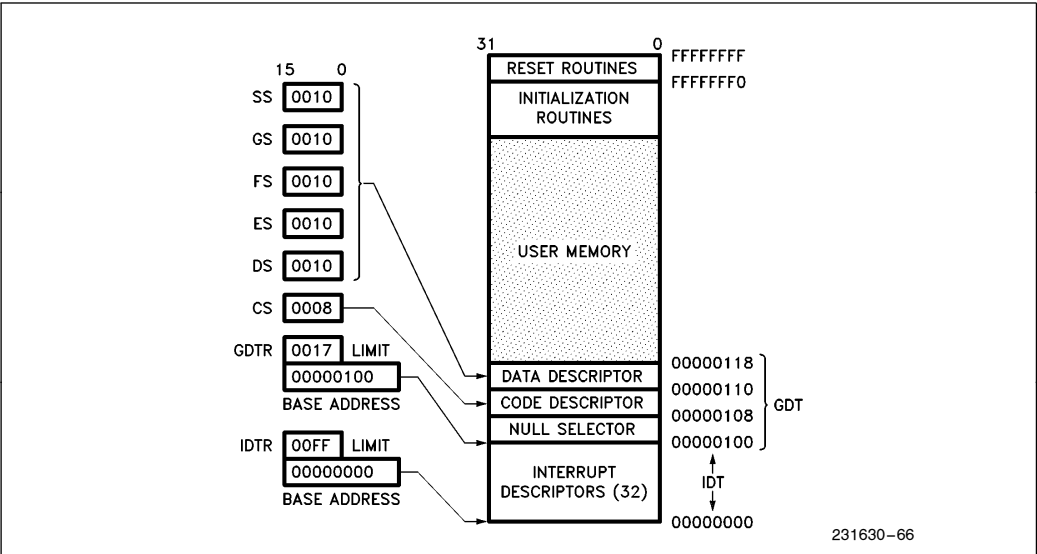 31 0
FFFFFFFF
RESET ROUTINES
FFFFFFF0
INITIALIZATION
ROUTINES
15 0
SS 0010
GS 0010
FS 0010
ES 0010
DS 0010
CS 0008
GDTR 0017 LIMIT
00000100
BASE ADDRESS
IDTR 00FF LIMIT
00000000
BASE ADDRESS
USER MEMORY
00000118
DATA DESCRIPTOR
00000110
CODE DESCRIPTOR
00000108
NULL SELECTOR
00000100
GDT
INTERRUPT
DESCRIPTORS (32)
IDT
00000000
231630-66